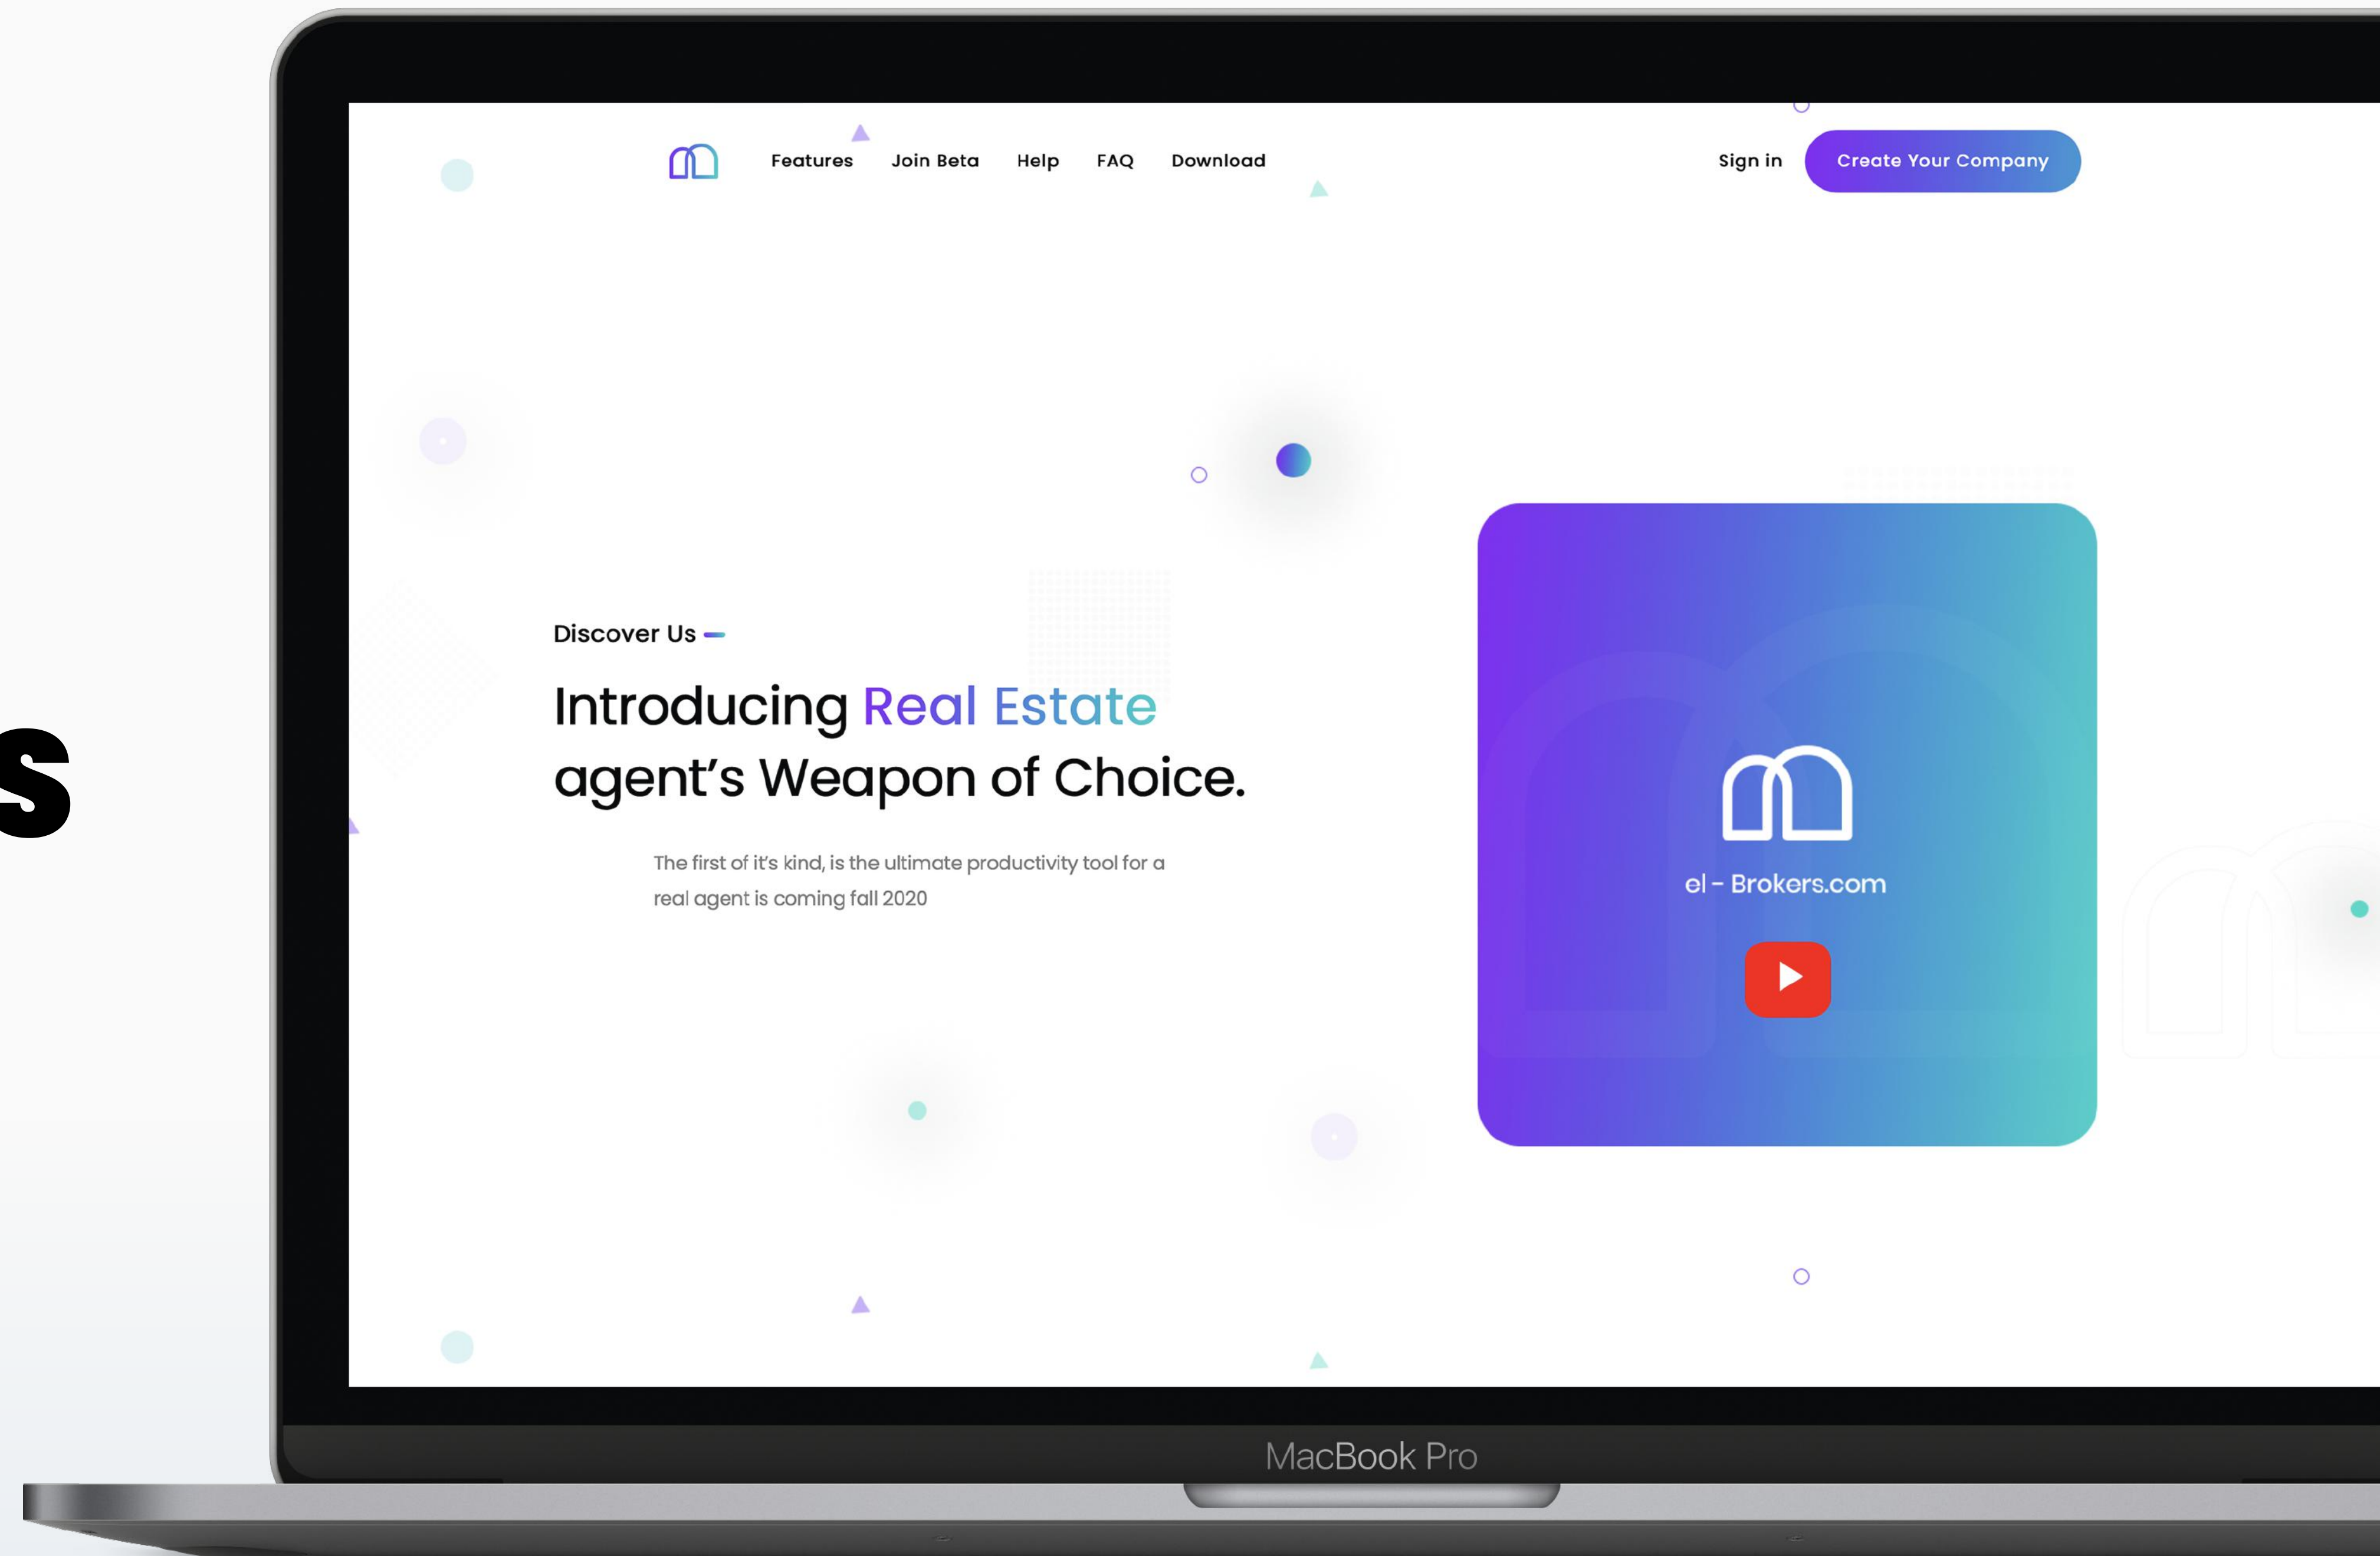 Features Join Beta Help FAQ Download Sign in Create Your Company
Discover Us
Introducing Real Estate
agent's Weapon of Choice.
The first of it's kind, is the ultimate productivity tool for a
real agent is coming fall 2020
el - Brokers.com
s
MacBook Pro